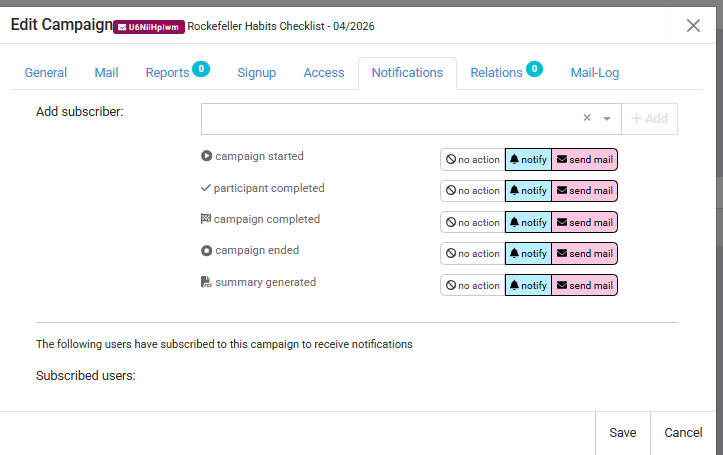 Edit Campaign U6NiiHpIwm Rockefeller Habits Checklist - 04/2026
General Mail Reports 0 Signup Access Notifications Relations 0 Mail-Log
Add subscriber: + Add
campaign started no action notify send mail
participant completed no action notify send mail
campaign completed no action notify send mail
campaign ended no action notify send mail
summary generated no action notify send mail
The following users have subscribed to this campaign to receive notifications
Subscribed users:
Save Cancel